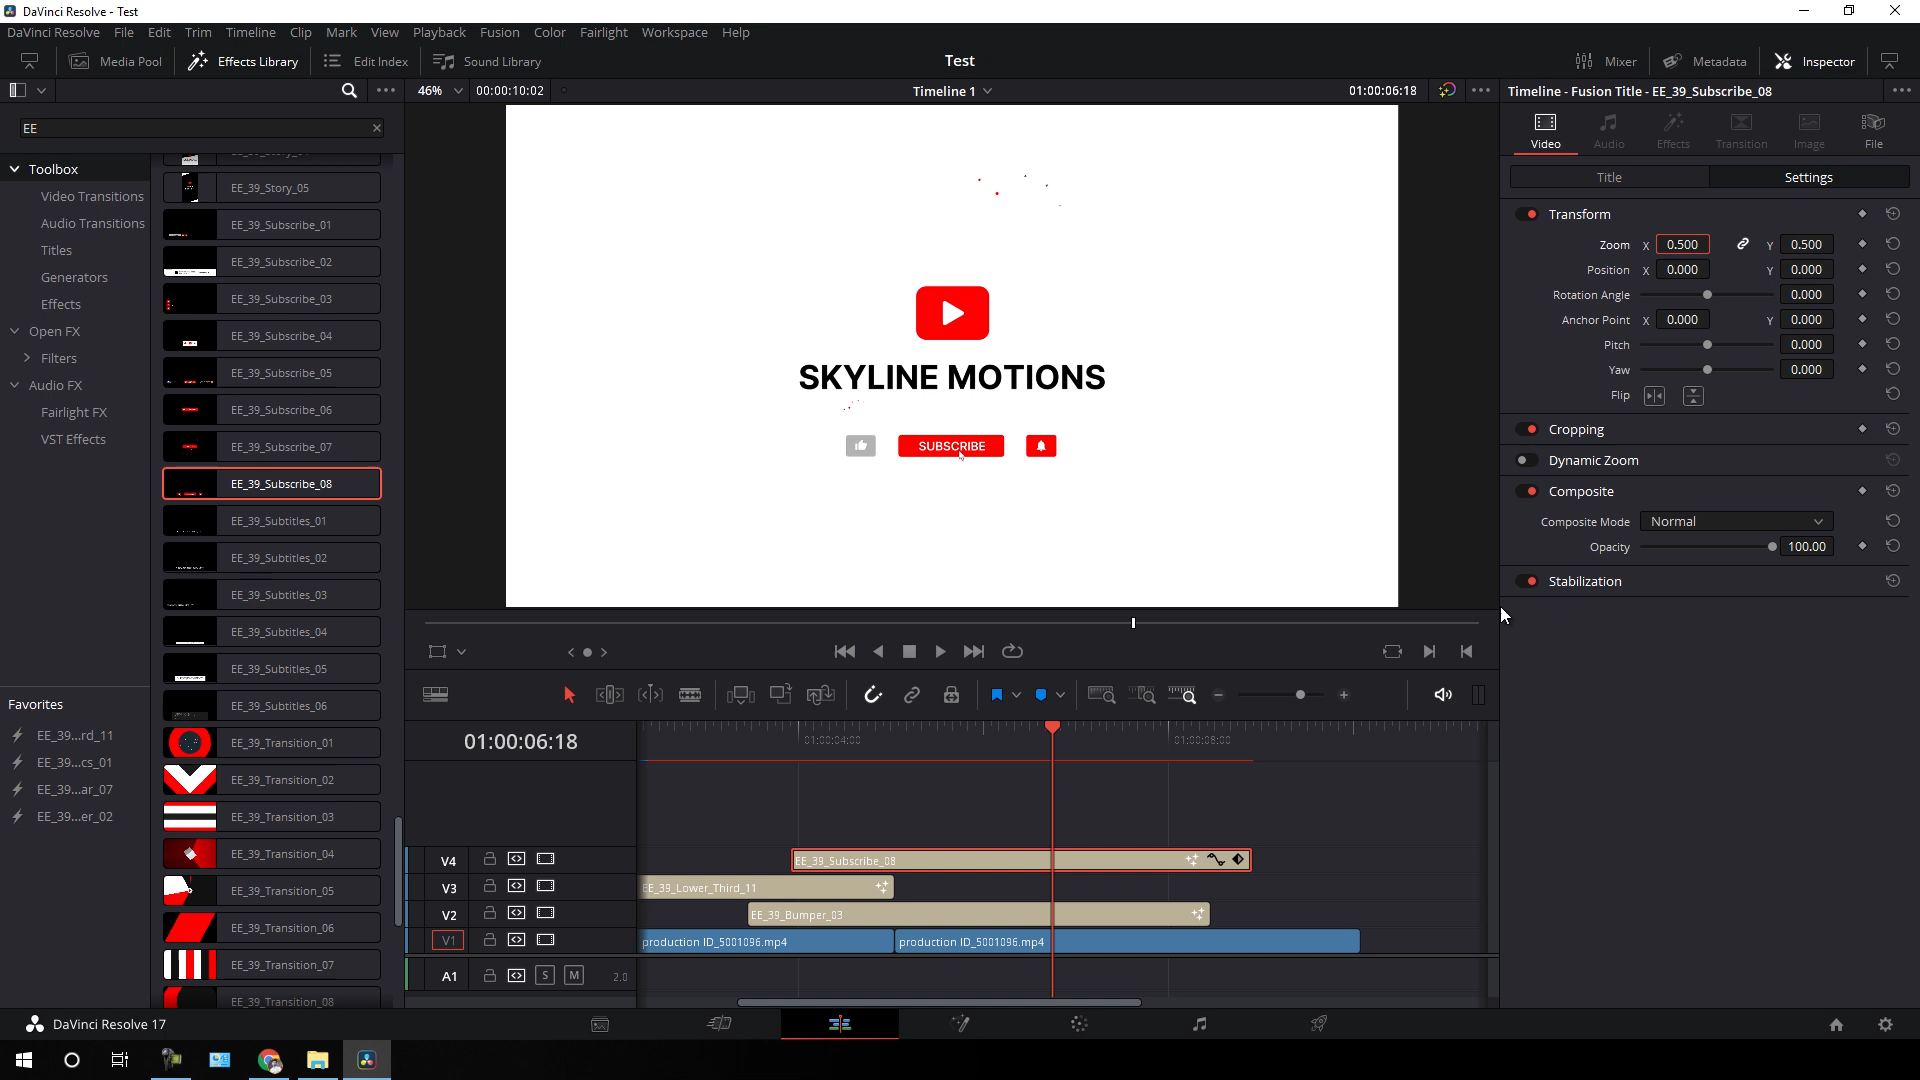 DaVinci Resolve - Test
DaVinci Resolve File Edit Trim Timeline Clip Mark View Playback Fusion Color Fairlight Workspace Help
Media Pool Effects Library Edit Index Sound Library Test Mixer Metadata Inspector
46% 00:00:10:02 Timeline 1 01:00:06:18 Timeline - Fusion Title - EE_39_Subscribe_08
EE
Video Audio Effects Transition Image File
Title Settings
Toolbox
Video Transitions
Audio Transitions
Titles
Generators
Effects
Open FX
Filters
Audio FX
Fairlight FX
VST Effects
Favorites
EE_39...rd_11
EE_39...cs_01
EE_39...ar_07
EE_39...er_02
EE_39_Story_05
EE_39_Subscribe_01
EE_39_Subscribe_02
EE_39_Subscribe_03
EE_39_Subscribe_04
EE_39_Subscribe_05
EE_39_Subscribe_06
EE_39_Subscribe_07
EE_39_Subscribe_08
EE_39_Subtitles_01
EE_39_Subtitles_02
EE_39_Subtitles_03
EE_39_Subtitles_04
EE_39_Subtitles_05
EE_39_Subtitles_06
EE_39_Transition_01
EE_39_Transition_02
EE_39_Transition_03
EE_39_Transition_04
EE_39_Transition_05
EE_39_Transition_06
EE_39_Transition_07
EE_39_Transition_08
SKYLINE MOTIONS
SUBSCRIBE
Transform
Zoom X 0.500 Y 0.500
Position X 0.000 Y 0.000
Rotation Angle 0.000
Anchor Point X 0.000 Y 0.000
Pitch 0.000
Yaw 0.000
Flip
Cropping
Dynamic Zoom
Composite
Composite Mode Normal
Opacity 100.00
Stabilization
01:00:06:18 01:00:04:00 01:00:08:00
V4 EE_39_Subscribe_08
V3 EE_39_Lower_Third_11
V2 EE_39_Bumper_03
V1 production ID_5001096.mp4 production ID_5001096.mp4
A1 S M 2.0
DaVinci Resolve 17